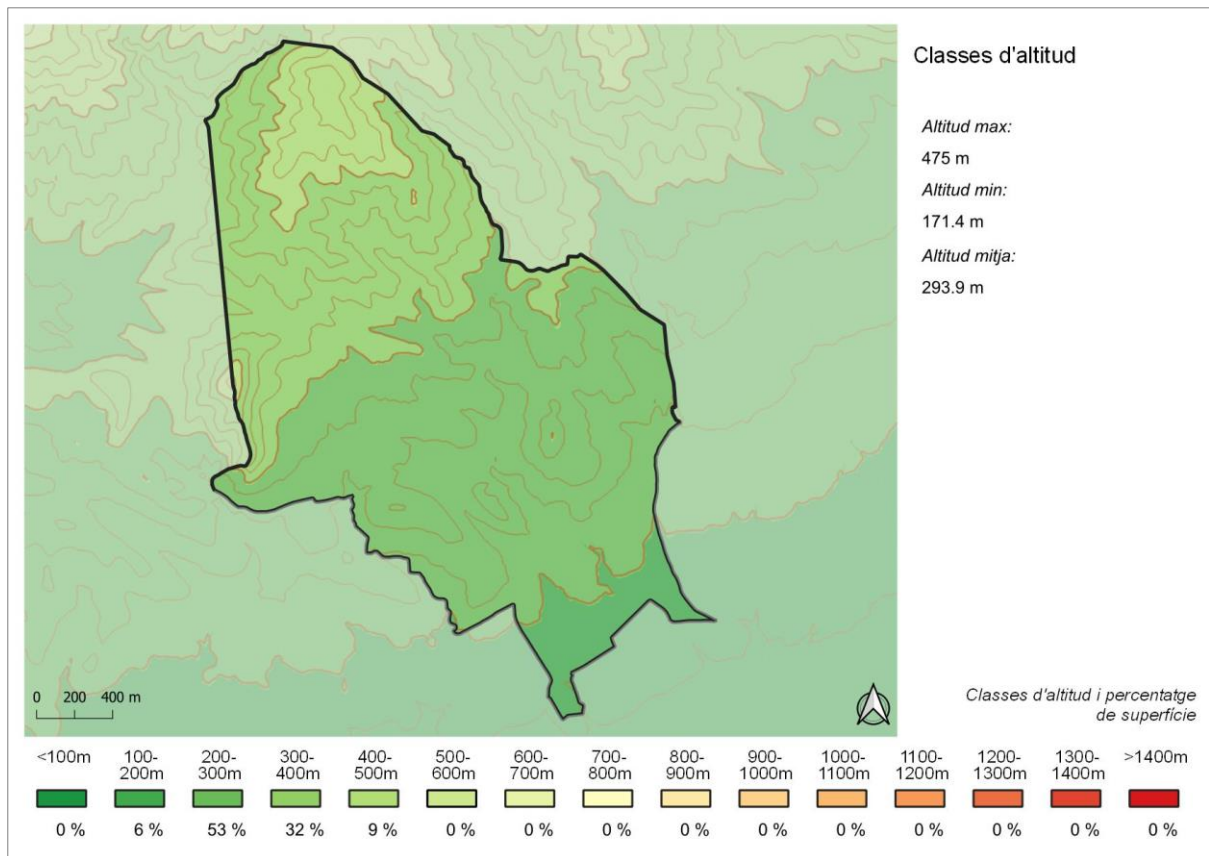 Classes d'altitud
Altitud max:
475 m
Altitud min:
171.4 m
Altitud mitja:
293.9 m
0 200 400 m
Classes d'altitud i percentatge
de superfície
<100m 100- 200- 300- 400- 500- 600- 700- 800- 900- 1000- 1100- 1200- 1300- >1400m
200m 300m 400m 500m 600m 700m 800m 900m 1000m 1100m 1200m 1300m 1400m
0 % 6 % 53 % 32 % 9 % 0 % 0 % 0 % 0 % 0 % 0 % 0 % 0 % 0 % 0 %